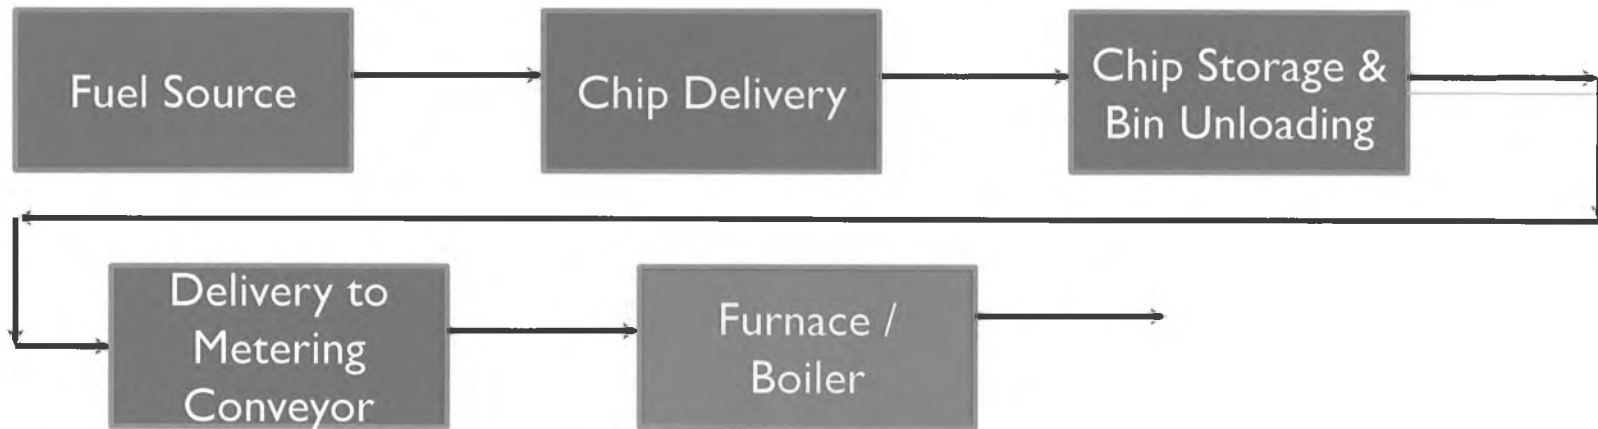 Fuel Source
Chip Delivery
Chip Storage &
Bin Unloading
Delivery to
Metering
Conveyor
Furnace /
Boiler